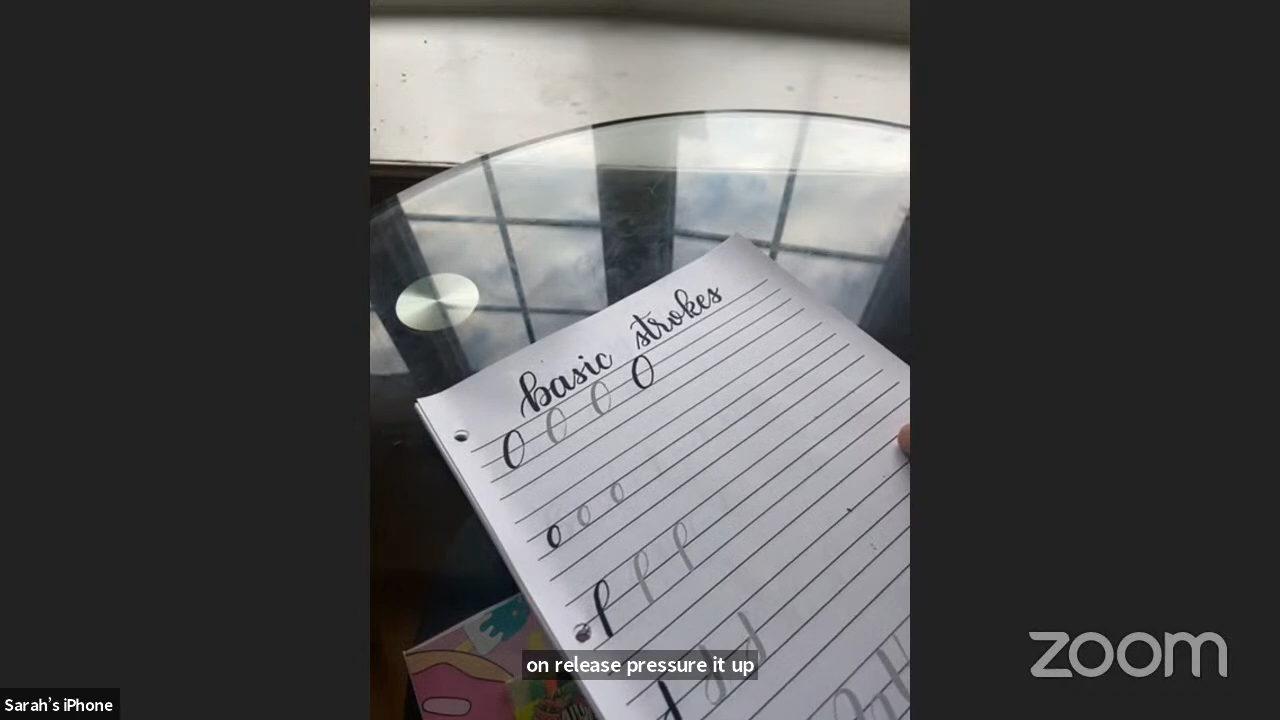 basic strokes
O O O O
o o o
on release pressure it up
zoom
Sarah's iPhone